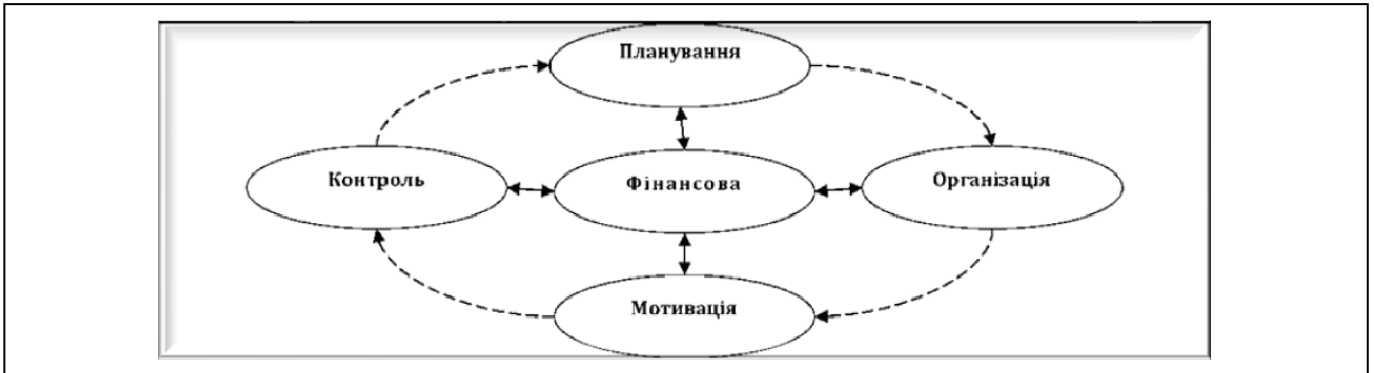 Планування
Контроль
Фінансова
Організація
Мотивація